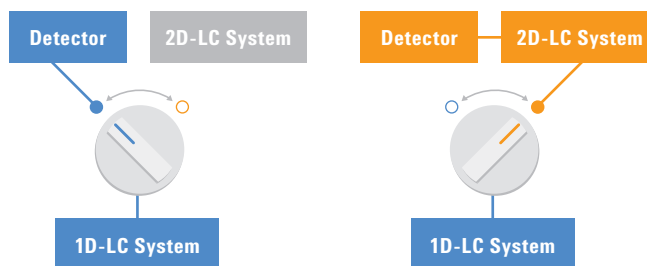 Detector
2D-LC System
Detector
2D-LC System
1D-LC System
1D-LC System